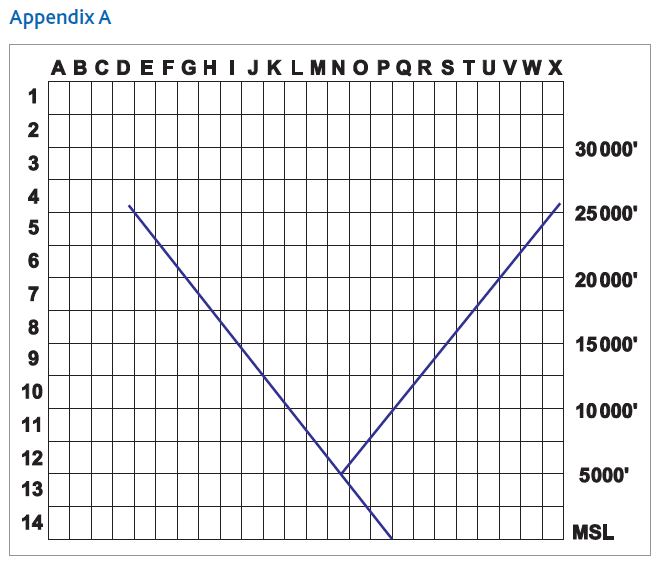 Appendix A
A B C D E F G H I J K L M N O P Q R S T U V W X
1
2
3 30 000'
4
5 25 000'
6
7 20 000'
8
9 15 000'
10
11 10 000'
12
13 5000'
14 MSL